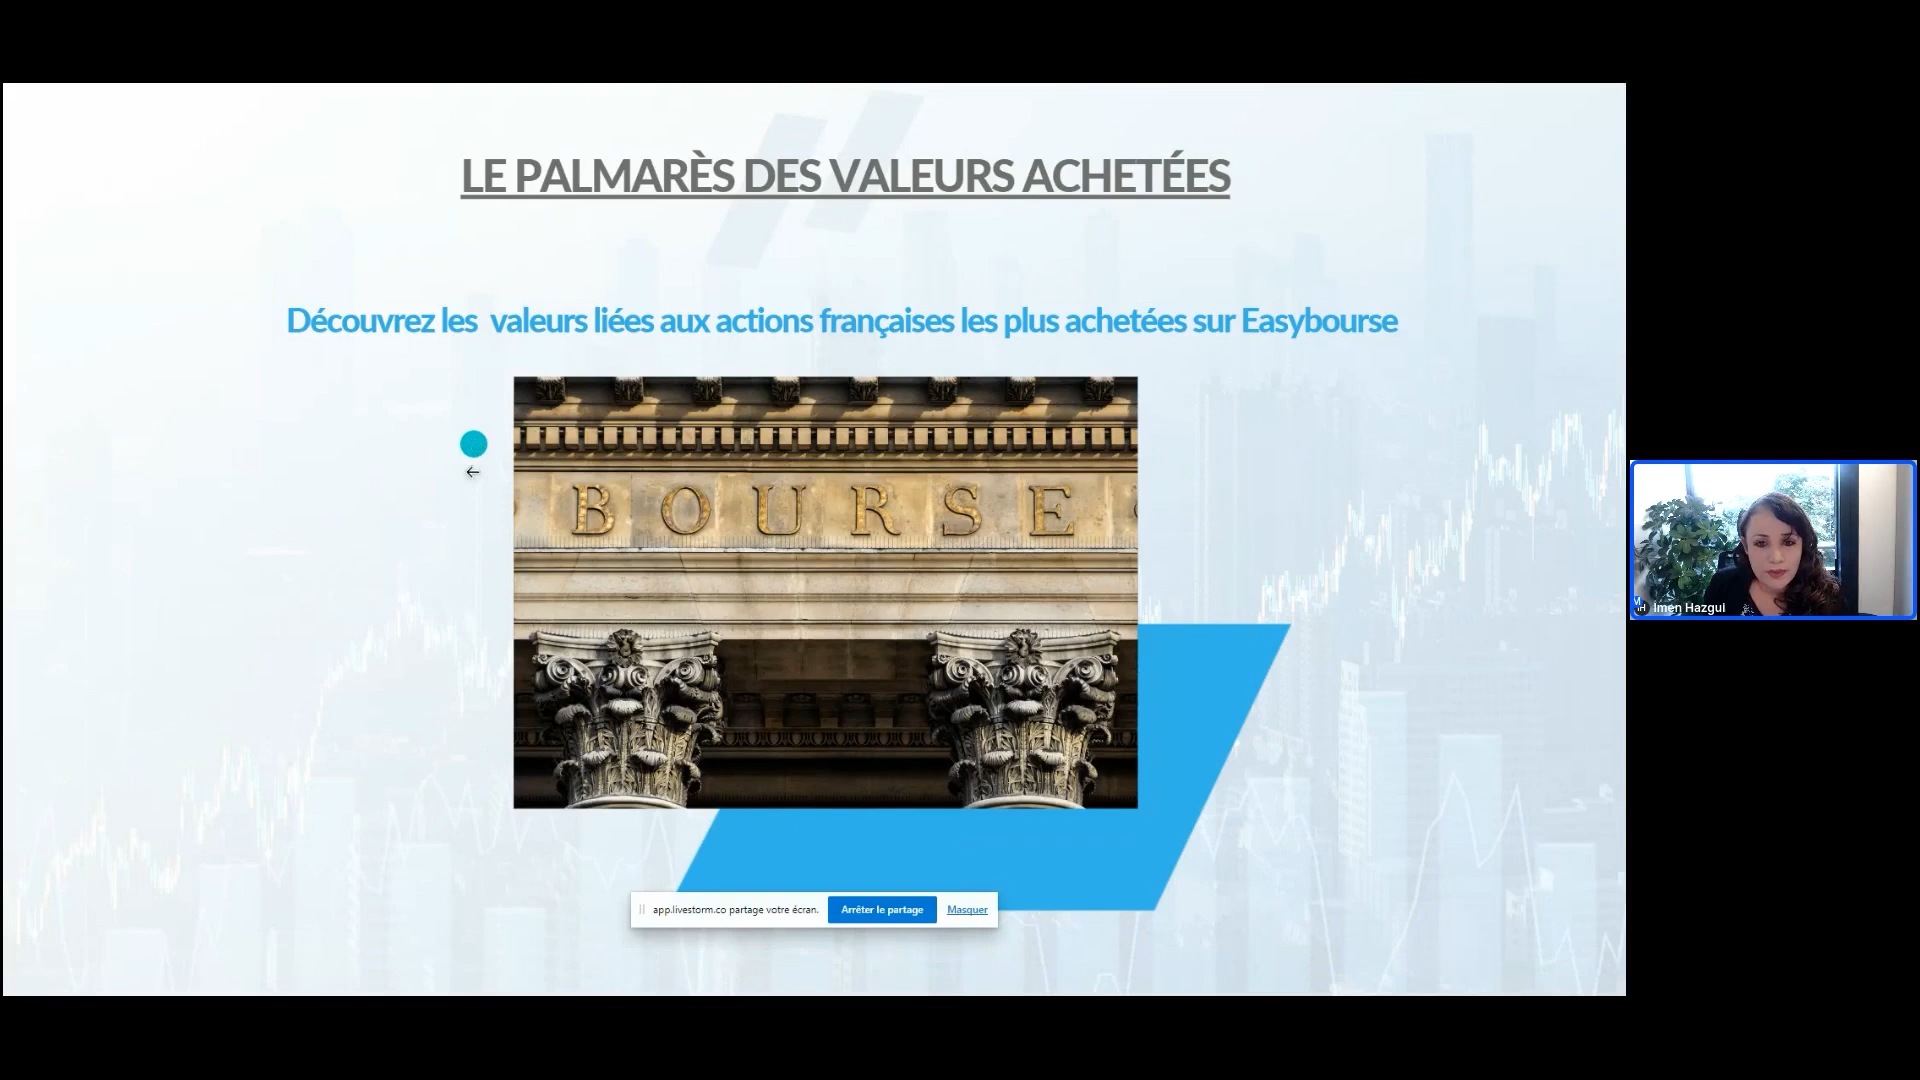 LE PALMARÈS DES VALEURS ACHETÉES
Découvrez les valeurs liées aux actions françaises les plus achetées sur Easybourse
BOURSE
app.livestorm.co partage votre écran. Arrêter le partage Masquer
Imen Hazgui